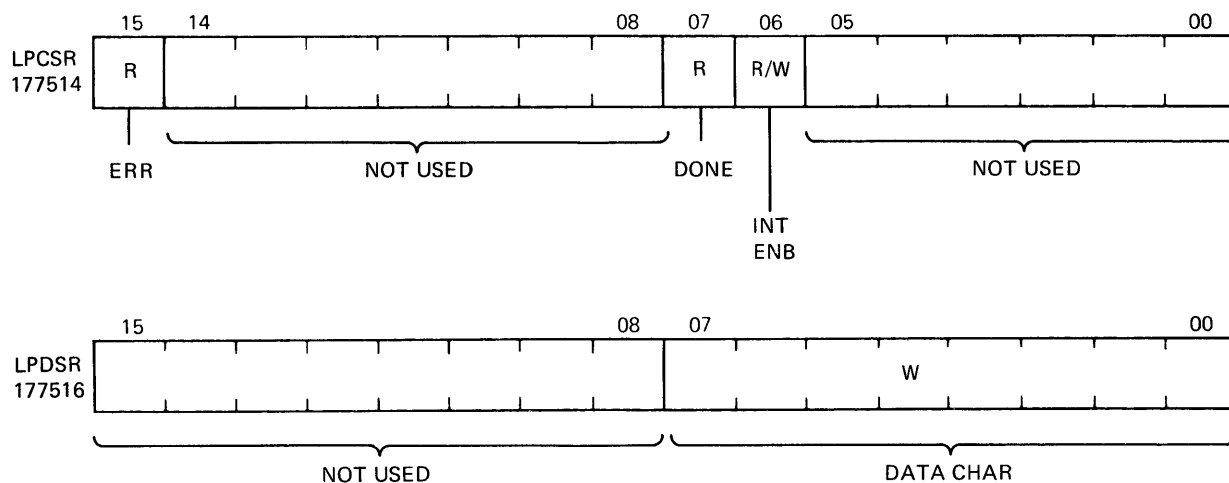 15 14 08 07 06 05 00
LPCSR
177514
R R R/W
ERR NOT USED DONE NOT USED
INT
ENB
15 08 07 00
LPDSR
177516
W
NOT USED DATA CHAR